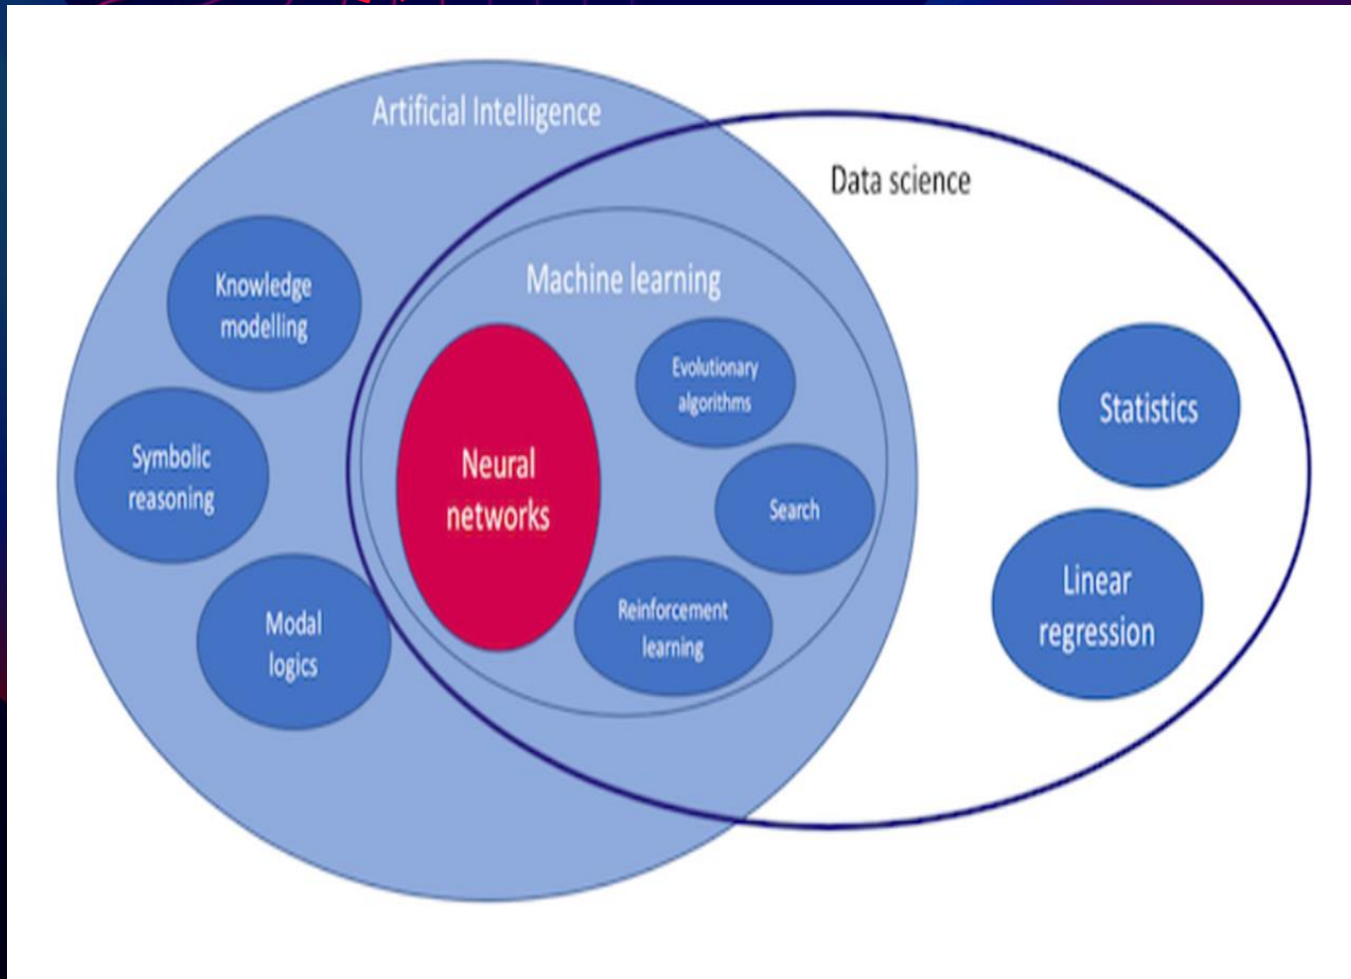 Artificial Intelligence
Data science
Machine learning
Knowledge
modelling
Symbolic
reasoning
Modal
logics
Neural
networks
Evolutionary
algorithms
Search
Reinforcement
learning
Statistics
Linear
regression